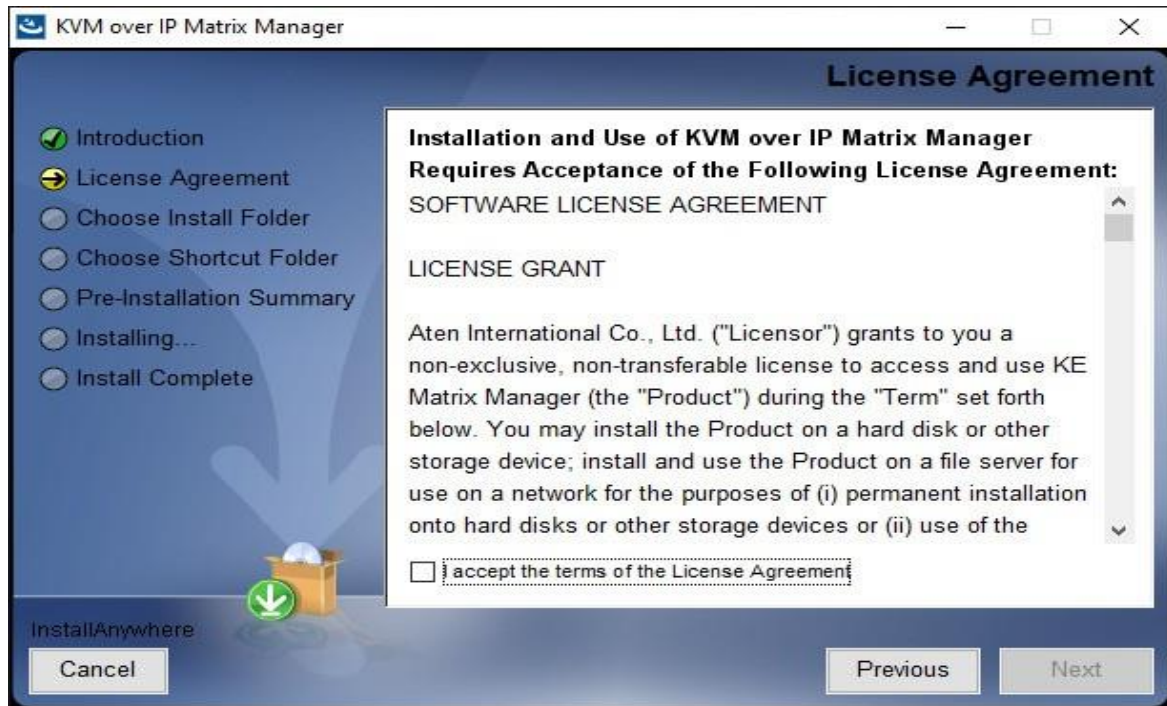 KVM over IP Matrix Manager
License Agreement
Introduction
License Agreement
Choose Install Folder
Choose Shortcut Folder
Pre-Installation Summary
Installing...
Install Complete
Installation and Use of KVM over IP Matrix Manager
Requires Acceptance of the Following License Agreement:
SOFTWARE LICENSE AGREEMENT
LICENSE GRANT
Aten International Co., Ltd. ("Licensor") grants to you a
non-exclusive, non-transferable license to access and use KE
Matrix Manager (the "Product") during the "Term" set forth
below. You may install the Product on a hard disk or other
storage device; install and use the Product on a file server for
use on a network for the purposes of (i) permanent installation
onto hard disks or other storage devices or (ii) use of the
I accept the terms of the License Agreement
InstallAnywhere
Cancel
Previous
Next